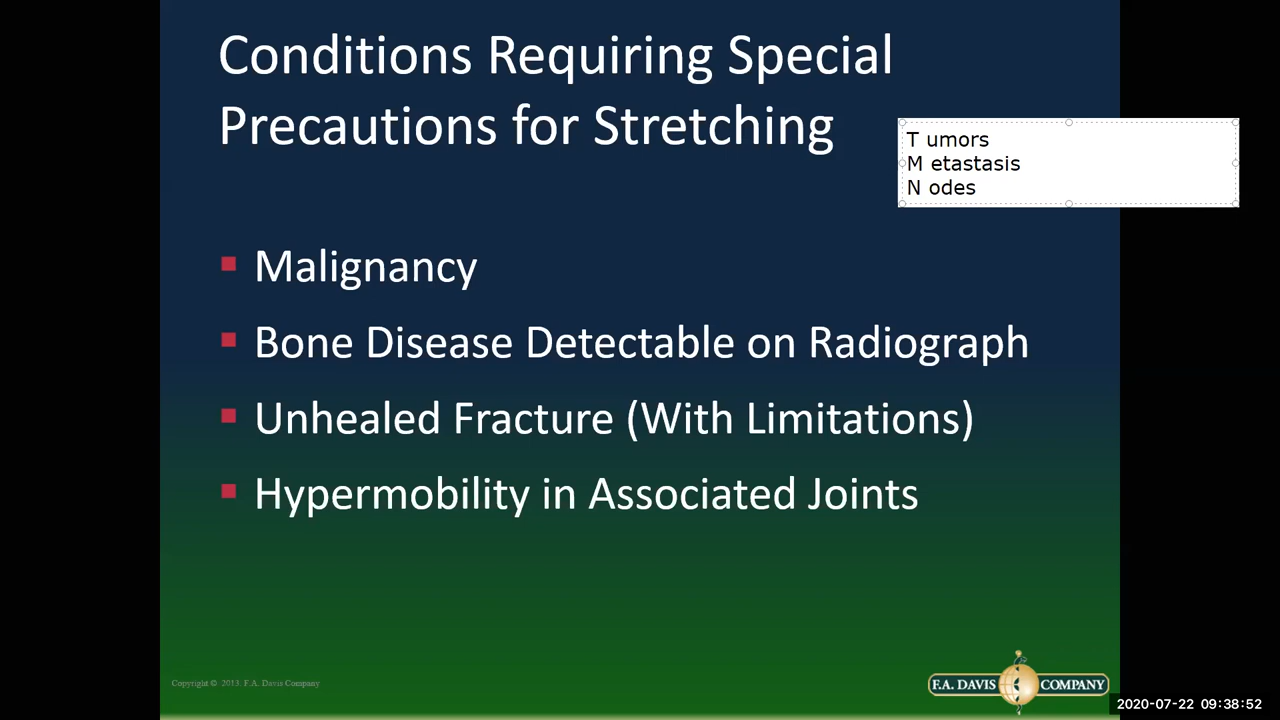 Conditions Requiring Special
Precautions for Stretching
T umors
M etastasis
N odes
Malignancy
Bone Disease Detectable on Radiograph
Unhealed Fracture (With Limitations)
Hypermobility in Associated Joints
Copyright © 2013. F.A. Davis Company
F.A. DAVIS COMPANY
2020-07-22 09:38:52